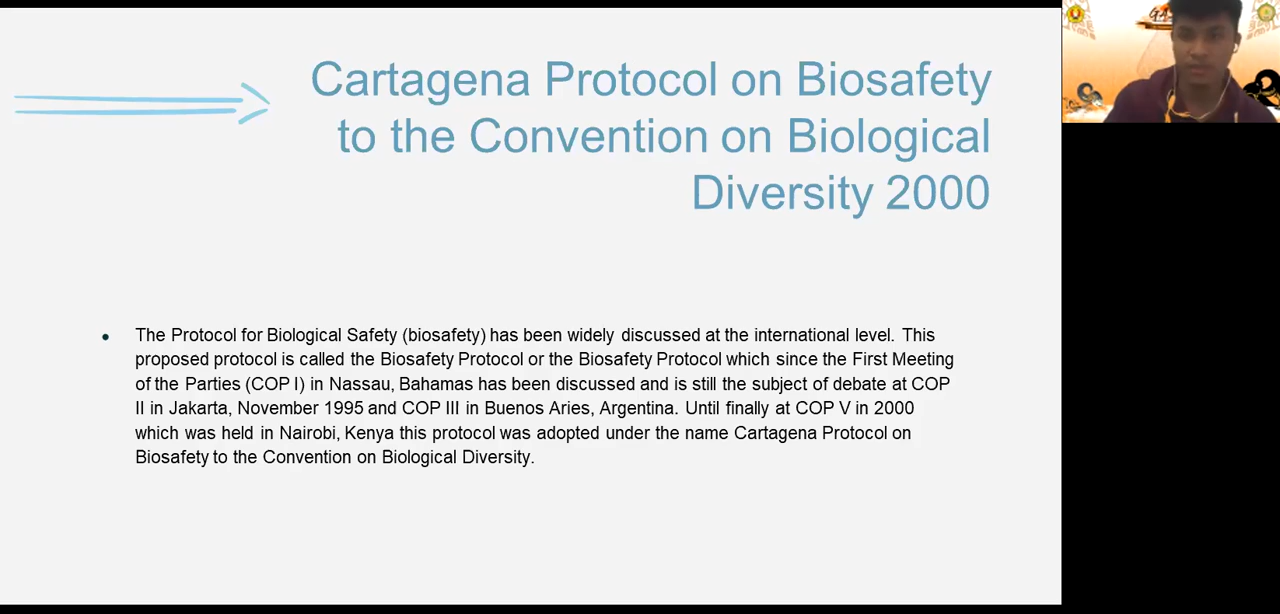 Cartagena Protocol on Biosafety
to the Convention on Biological
Diversity 2000
• The Protocol for Biological Safety (biosafety) has been widely discussed at the international level. This
proposed protocol is called the Biosafety Protocol or the Biosafety Protocol which since the First Meeting
of the Parties (COP I) in Nassau, Bahamas has been discussed and is still the subject of debate at COP
II in Jakarta, November 1995 and COP III in Buenos Aries, Argentina. Until finally at COP V in 2000
which was held in Nairobi, Kenya this protocol was adopted under the name Cartagena Protocol on
Biosafety to the Convention on Biological Diversity.